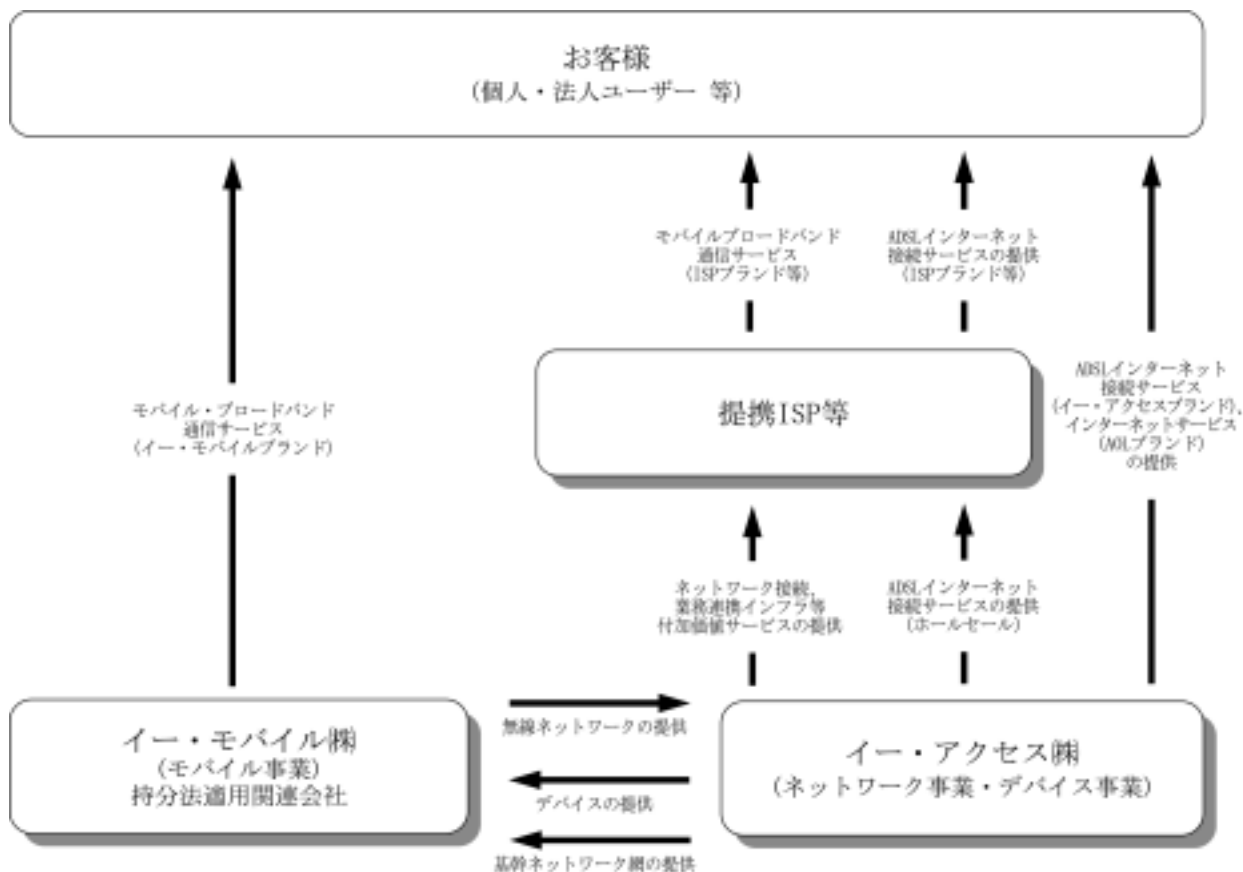 お客様
(個人・法人ユーザー 等)
モバイルブロードバンド
通信サービス
(ISPブランド等)
ADSLインターネット
接続サービスの提供
(ISPブランド等)
提携ISP等
ADSLインターネット
接続サービス
(イー・アクセスブランド),
インターネットサービス
(AOLブランド)
の提供
モバイル・ブロードバンド
通信サービス
(イー・モバイルブランド)
ネットワーク接続,
業務連携インフラ等
付加価値サービスの提供
ADSLインターネット
接続サービスの提供
(ホールセール)
イー・モバイル㈱
(モバイル事業)
持分法適用関連会社
無線ネットワークの提供
デバイスの提供
基幹ネットワーク網の提供
イー・アクセス㈱
(ネットワーク事業・デバイス事業)